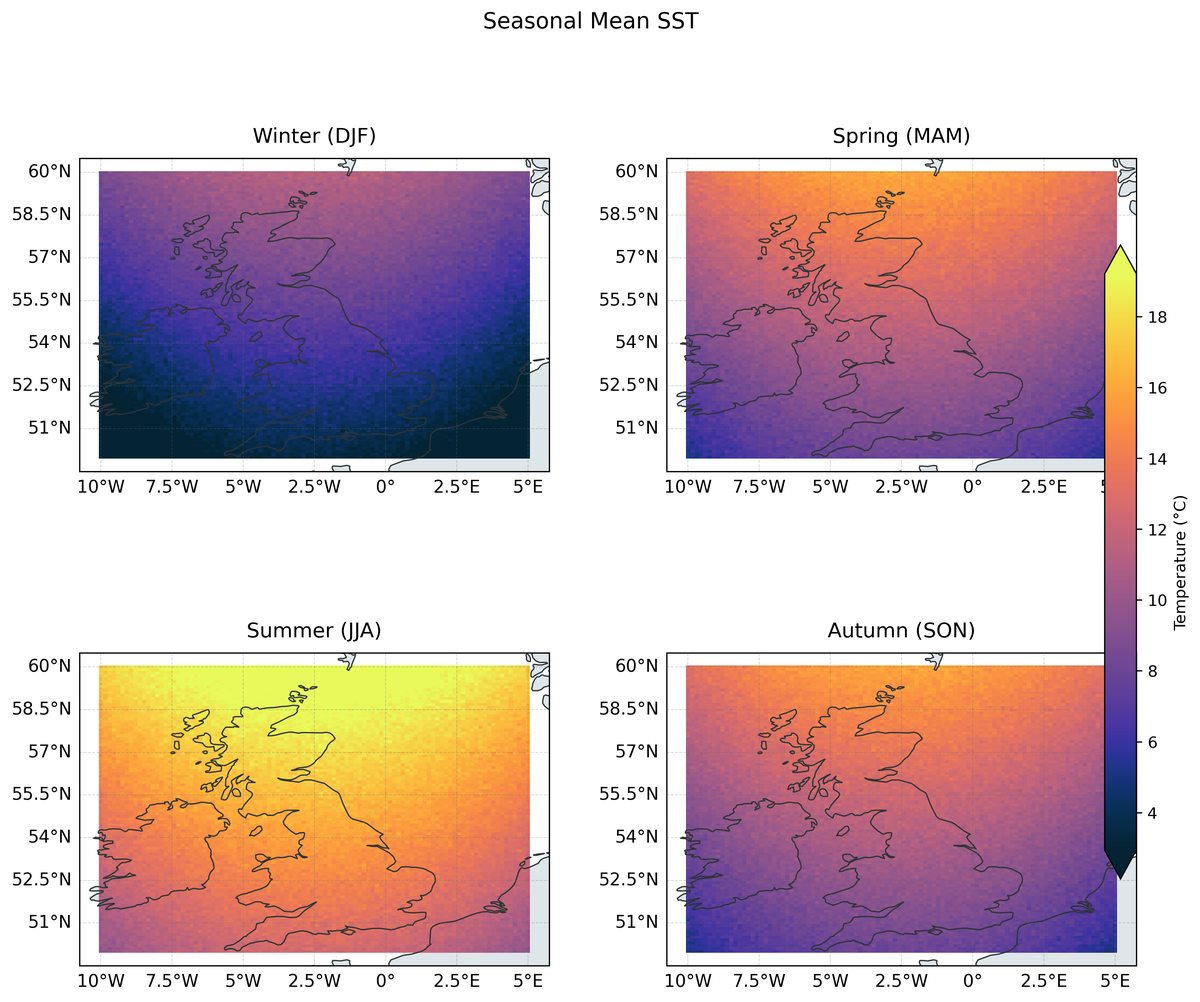 Seasonal Mean SST
Winter (DJF)
60°N
58.5°N
57°N
55.5°N
54°N
52.5°N
51°N
10°W 7.5°W 5°W 2.5°W 0° 2.5°E 5°E
Spring (MAM)
60°N
58.5°N
57°N
55.5°N
54°N
52.5°N
51°N
10°W 7.5°W 5°W 2.5°W 0° 2.5°E
Summer (JJA)
60°N
58.5°N
57°N
55.5°N
54°N
52.5°N
51°N
10°W 7.5°W 5°W 2.5°W 0° 2.5°E 5°E
Autumn (SON)
60°N
58.5°N
57°N
55.5°N
54°N
52.5°N
51°N
10°W 7.5°W 5°W 2.5°W 0° 2.5°E 5°E
18
16
14
12
10
8
6
4
Temperature (°C)